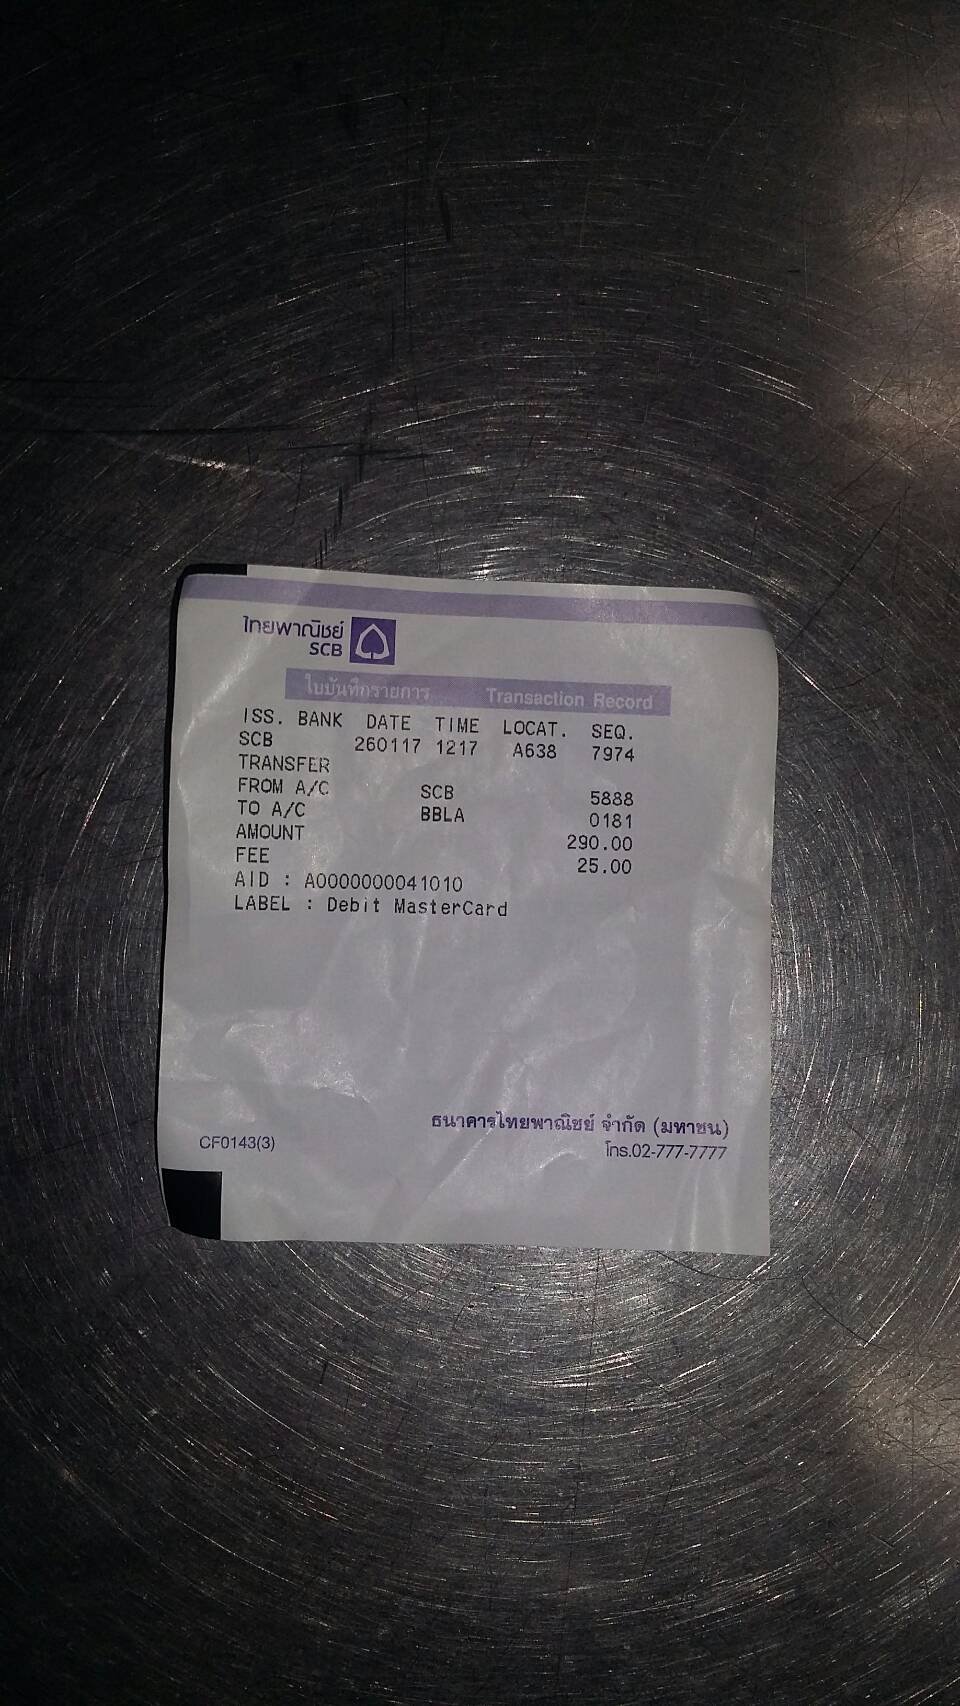 ไทยพาณิชย์
SCB
ใบบันทึกรายการ Transaction Record
ISS. BANK DATE TIME LOCAT. SEQ.
SCB 260117 1217 A638 7974
TRANSFER
FROM A/C SCB 5888
TO A/C BBLA 0181
AMOUNT 290.00
FEE 25.00
AID : A0000000041010
LABEL : Debit MasterCard
ธนาคารไทยพาณิชย์ จำกัด (มหาชน)
CF0143(3) โทร.02-777-7777